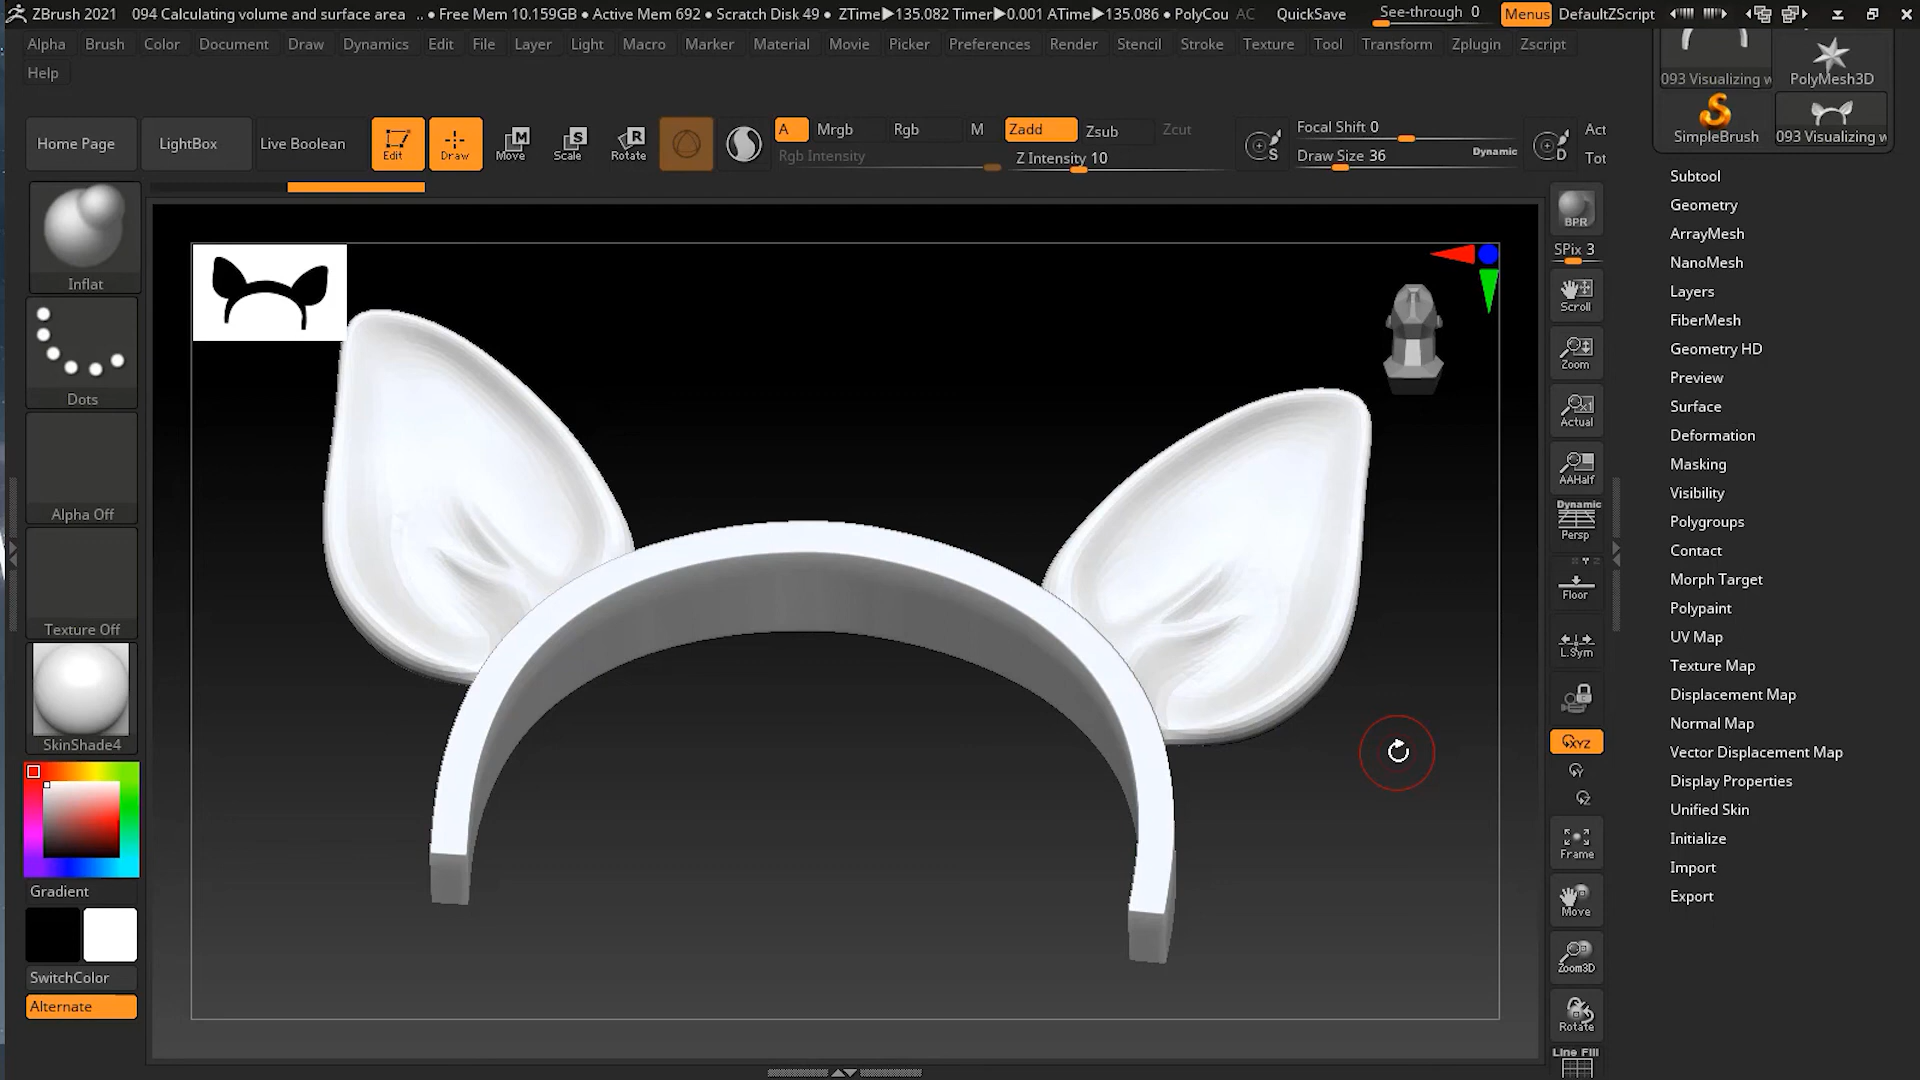 ZBrush 2021 094 Calculating volume and surface area .. ● Free Mem 10.159GB ● Active Mem 692 ● Scratch Disk 49 ● ZTime▶135.082 Timer▶0.001 ATime▶135.086 ● PolyCou AC QuickSave See-through 0 Menus DefaultZScript
Alpha Brush Color Document Draw Dynamics Edit File Layer Light Macro Marker Material Movie Picker Preferences Render Stencil Stroke Texture Tool Transform Zplugin Zscript
Help
093 Visualizing w PolyMesh3D
SimpleBrush 093 Visualizing w
Home Page LightBox Live Boolean Edit Draw Move Scale Rotate
M S R
A Mrgb Rgb M Zadd Zsub Zcut
Rgb Intensity Z Intensity 10
S Focal Shift 0 D Act
Draw Size 36 Dynamic Tot
Inflat
Dots
Alpha Off
Texture Off
SkinShade4
Gradient
SwitchColor
Alternate
BPR
SPix 3
Scroll
Zoom
Actual
AAHalf
Dynamic
Persp
Floor
L.Sym
XYZ
Y
Z
Frame
Move
Zoom3D
Rotate
Line Fill
Subtool
Geometry
ArrayMesh
NanoMesh
Layers
FiberMesh
Geometry HD
Preview
Surface
Deformation
Masking
Visibility
Polygroups
Contact
Morph Target
Polypaint
UV Map
Texture Map
Displacement Map
Normal Map
Vector Displacement Map
Display Properties
Unified Skin
Initialize
Import
Export